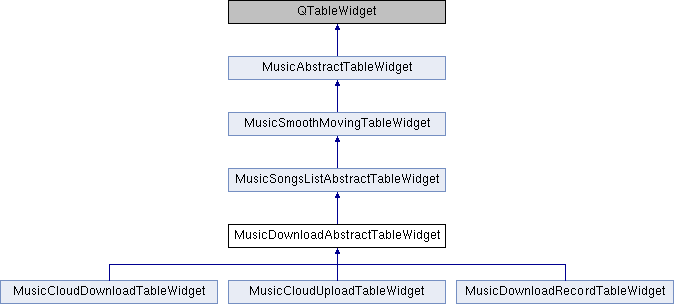 QTableWidget
MusicAbstractTableWidget
MusicSmoothMovingTableWidget
MusicSongsListAbstractTableWidget
MusicDownloadAbstractTableWidget
MusicCloudDownloadTableWidget
MusicCloudUploadTableWidget
MusicDownloadRecordTableWidget